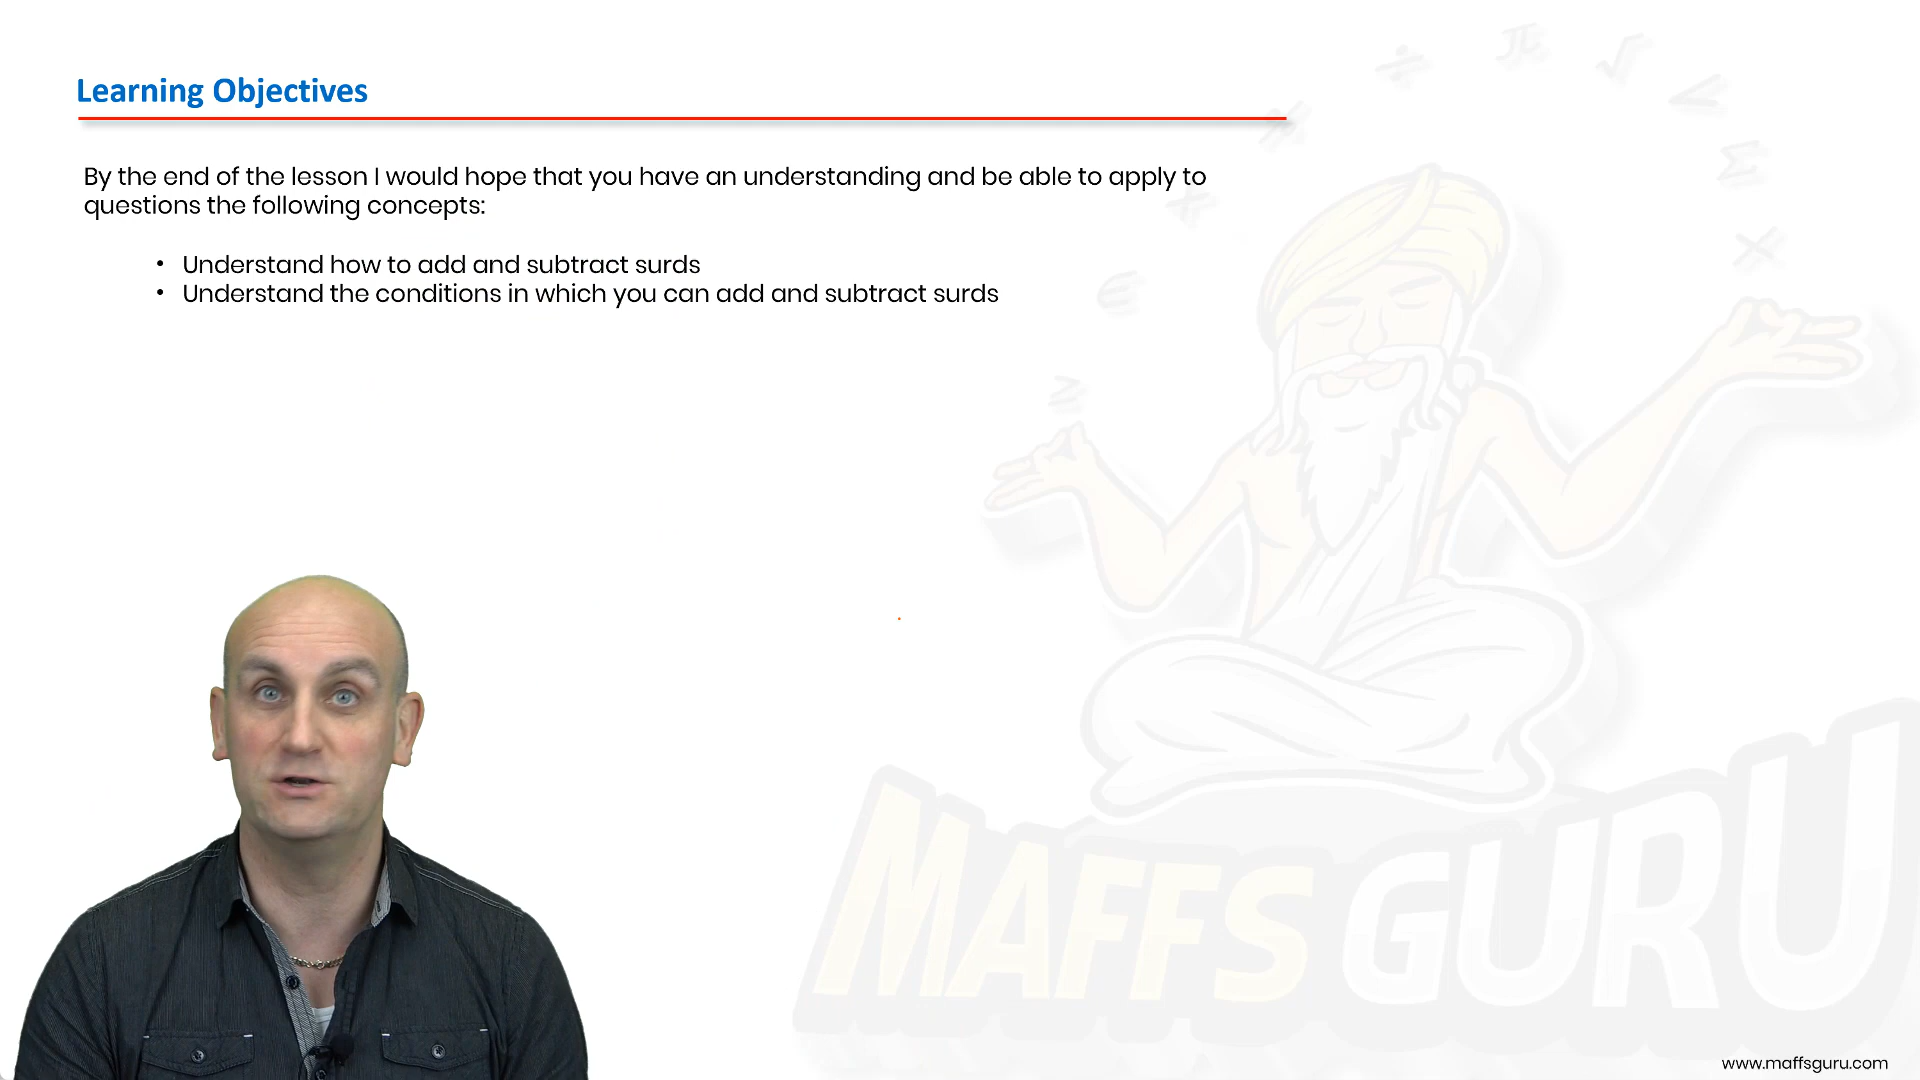 Learning Objectives
By the end of the lesson I would hope that you have an understanding and be able to apply to
questions the following concepts:
• Understand how to add and subtract surds
• Understand the conditions in which you can add and subtract surds
MAFFS GURU
www.maffsguru.com